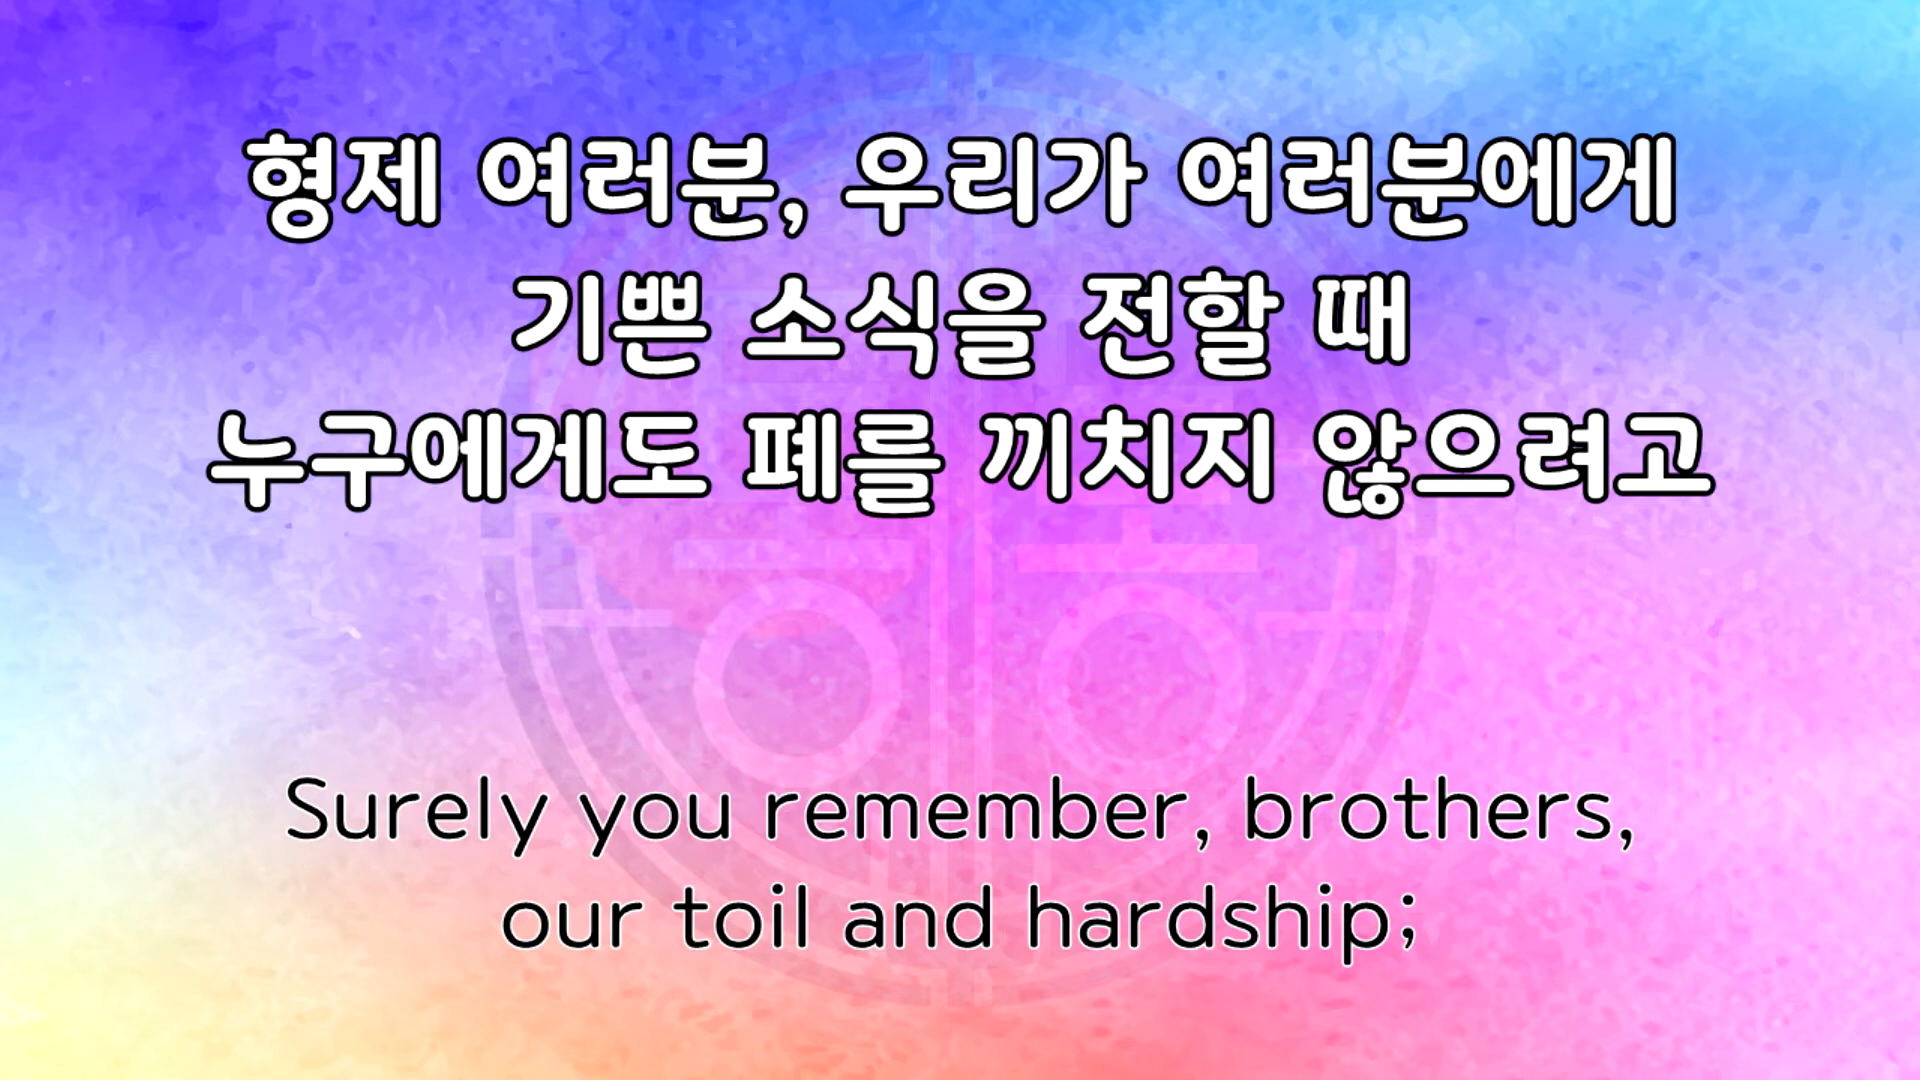 형제 여러분, 우리가 여러분에게
기쁜 소식을 전할 때
누구에게도 폐를 끼치지 않으려고
Surely you remember, brothers,
our toil and hardship;